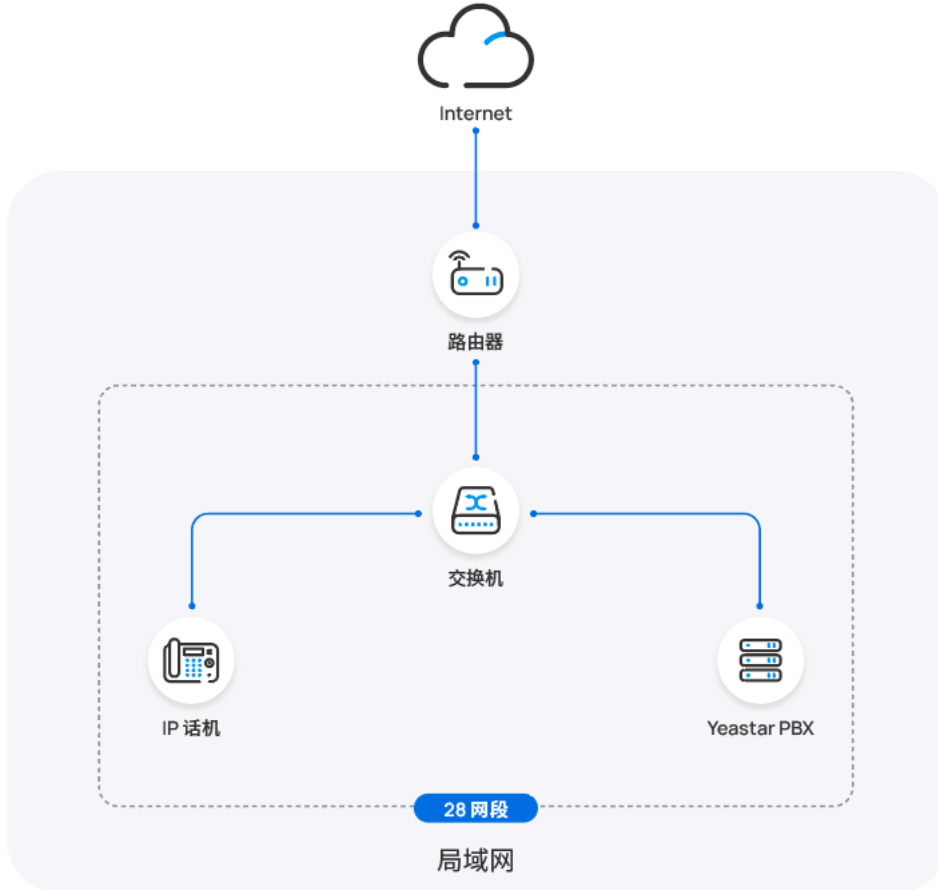 Internet
路由器
交换机
IP 话机
Yeastar PBX
28 网段
局域网